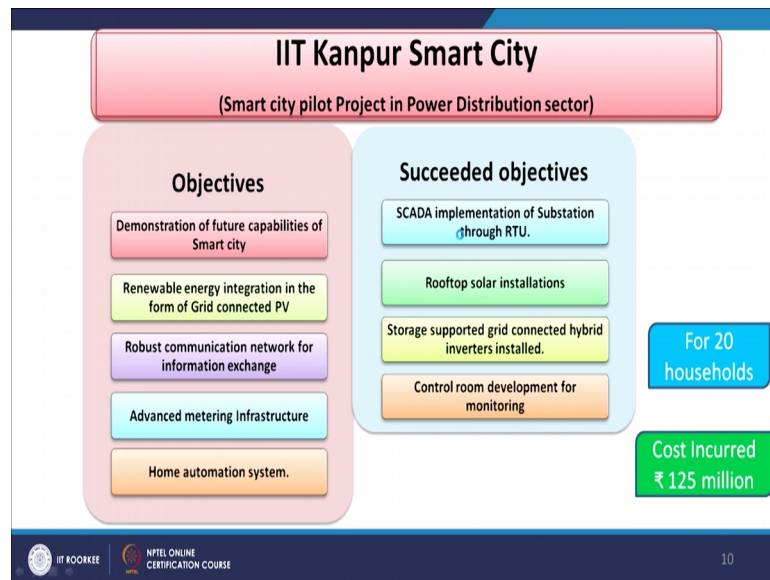 IIT Kanpur Smart City
(Smart city pilot Project in Power Distribution sector)
Objectives
Demonstration of future capabilities of
Smart city
Renewable energy integration in the
form of Grid connected PV
Robust communication network for
information exchange
Advanced metering Infrastructure
Home automation system.
Succeeded objectives
SCADA implementation of Substation
through RTU.
Rooftop solar installations
Storage supported grid connected hybrid
inverters installed.
Control room development for
monitoring
For 20
households
Cost Incurred
₹ 125 million
IIT ROORKEE
NPTEL ONLINE
CERTIFICATION COURSE
10